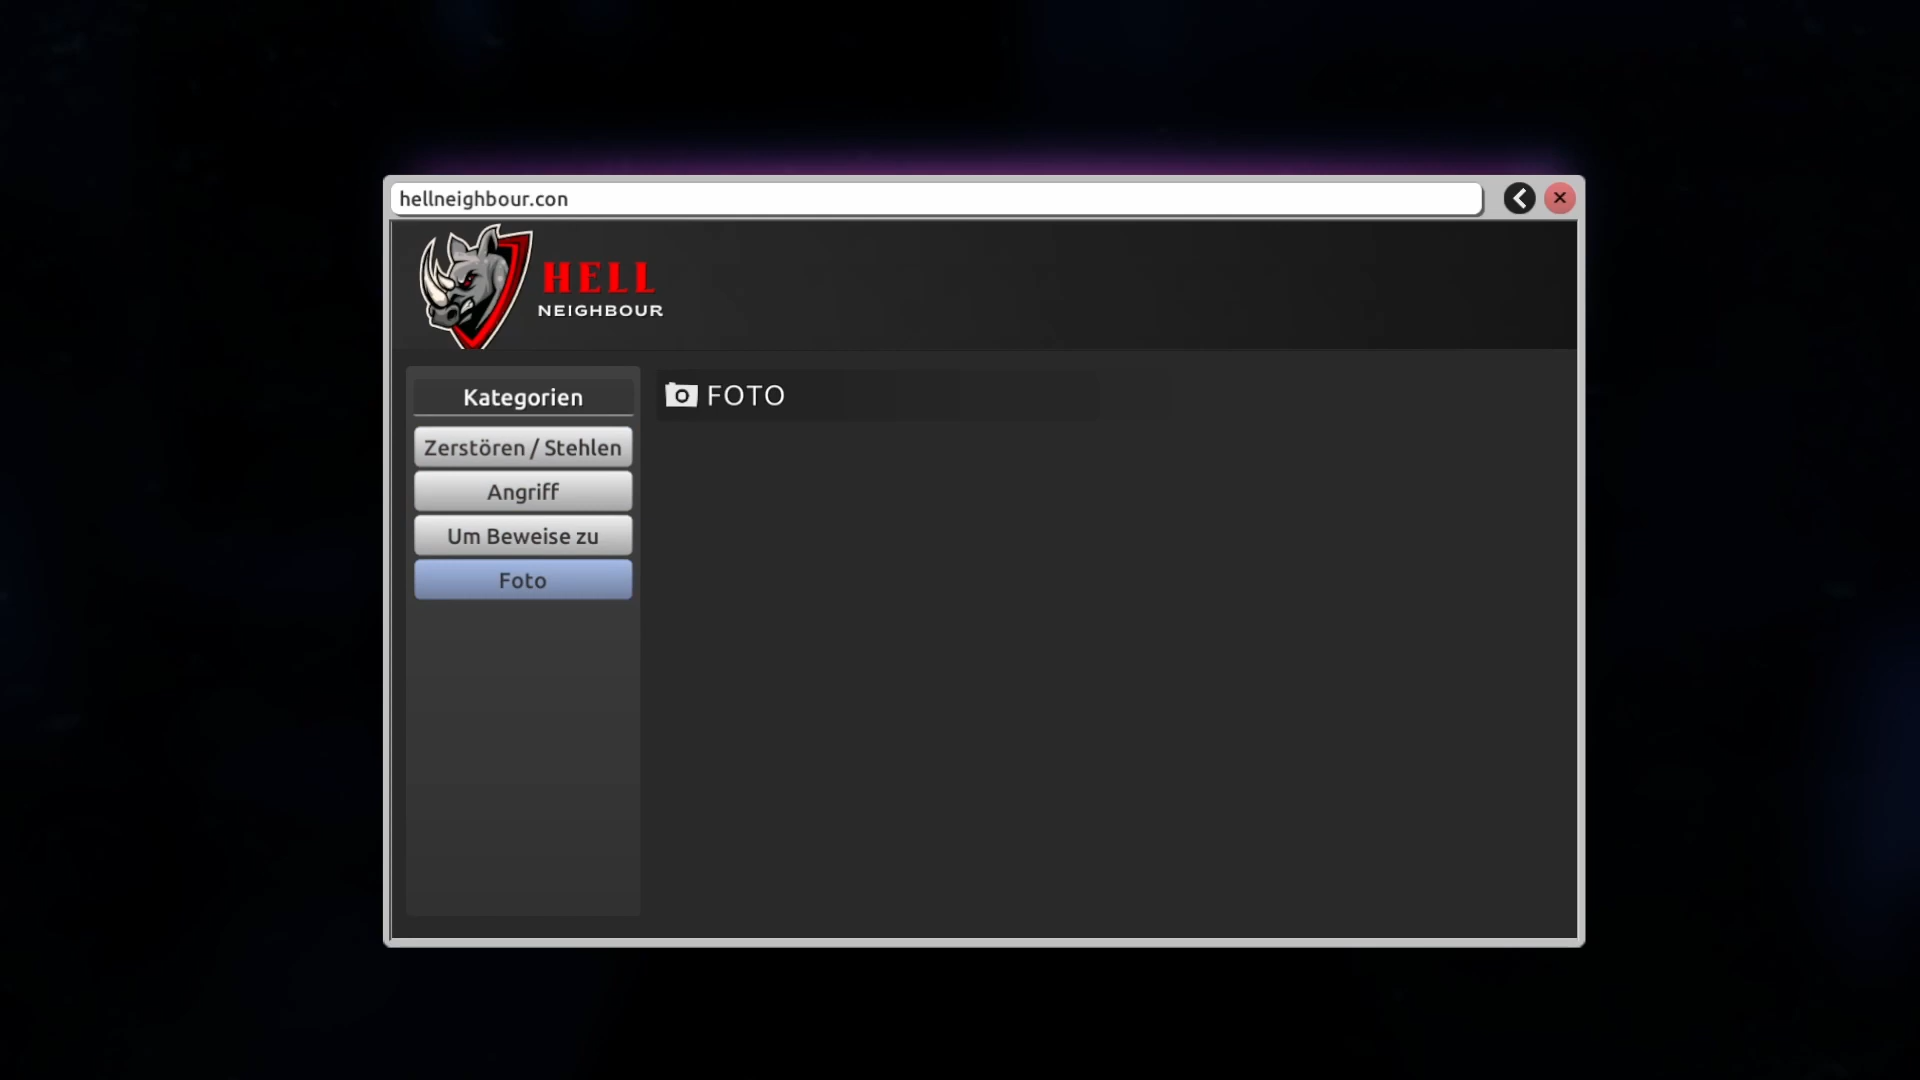 hellneighbour.con
HELL
NEIGHBOUR
Kategorien
Zerstören / Stehlen
Angriff
Um Beweise zu
Foto
FOTO